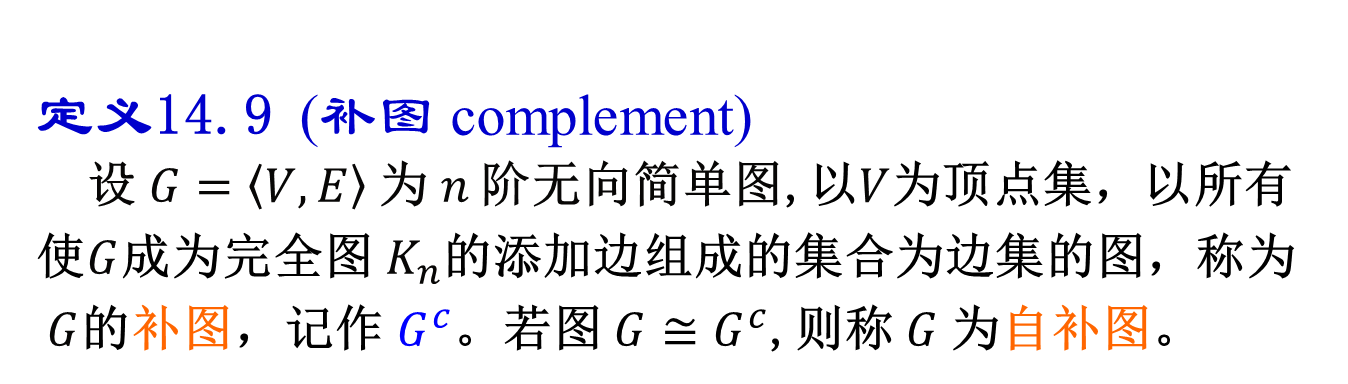 定义14.9 (补图 complement)
设 G = ⟨V, E⟩ 为 n 阶无向简单图, 以V为顶点集，以所有
使G成为完全图 Kₙ的添加边组成的集合为边集的图，称为
G的补图，记作 Gᶜ。若图 G ≅ Gᶜ, 则称 G 为自补图。